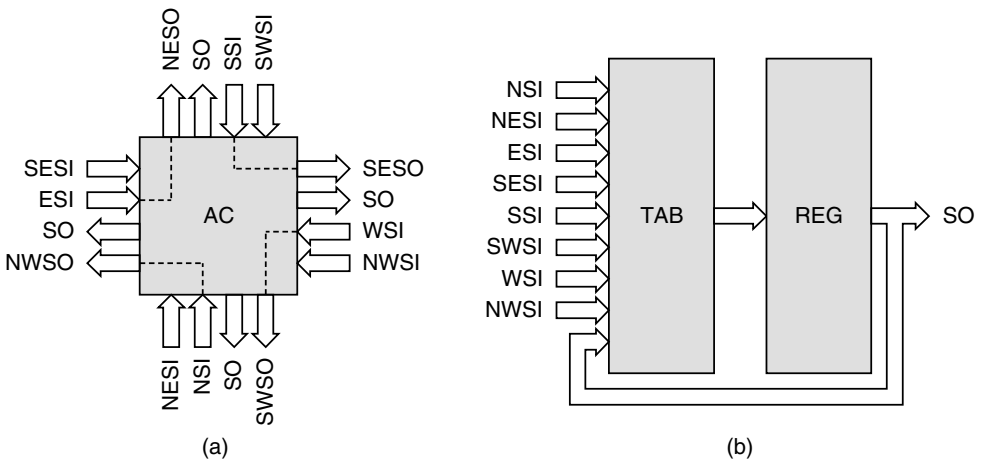 NESO
SO
SSI
SWSI
SESI
ESI
SO
NWSO
AC
SESO
SO
WSI
NWSI
NESI
NSI
SO
SWSO
(a)
NSI
NESI
ESI
SESI
SSI
SWSI
WSI
NWSI
TAB
REG
SO
(b)